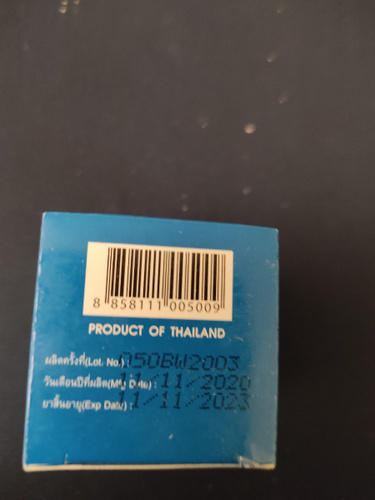 8 858111 005009
PRODUCT OF THAILAND
ผลิตครั้งที่(Lot. No.) : A50BW2003
วันเดือนปีที่ผลิต(Mfg Date) : 11/11/2020
ยาสิ้นอายุ(Exp Date) : 11/11/2023